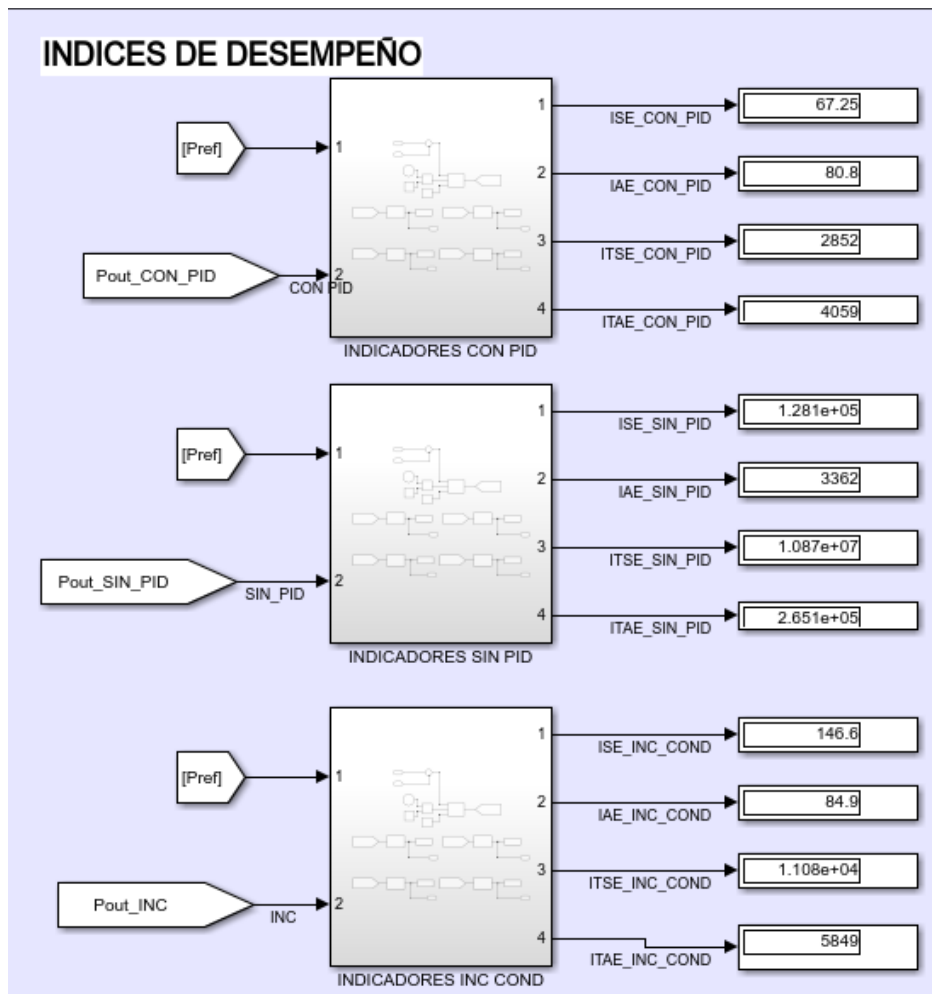 INDICES DE DESEMPEÑO
[Pref]
1
Pout_CON_PID
2
CON PID
1
ISE_CON_PID
67.25
2
IAE_CON_PID
80.8
3
ITSE_CON_PID
2852
4
ITAE_CON_PID
4059
INDICADORES CON PID
[Pref]
1
Pout_SIN_PID
2
SIN_PID
1
ISE_SIN_PID
1.281e+05
2
IAE_SIN_PID
3362
3
ITSE_SIN_PID
1.087e+07
4
ITAE_SIN_PID
2.651e+05
INDICADORES SIN PID
[Pref]
1
Pout_INC
2
INC
1
ISE_INC_COND
146.6
2
IAE_INC_COND
84.9
3
ITSE_INC_COND
1.108e+04
4
ITAE_INC_COND
5849
INDICADORES INC COND